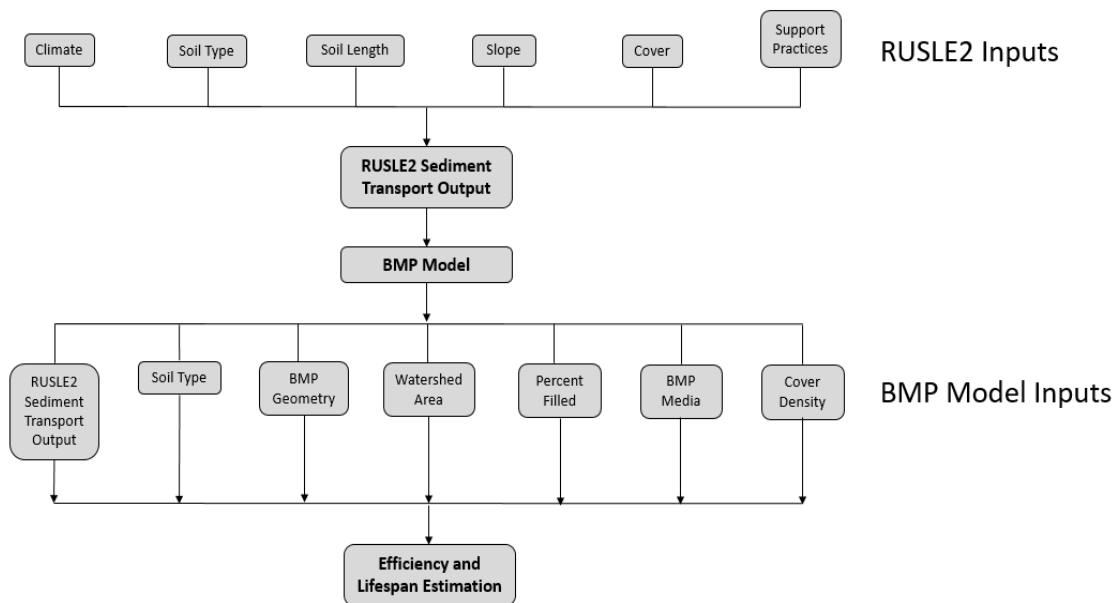 Climate
Soil Type
Soil Length
Slope
Cover
Support
Practices
RUSLE2 Inputs
RUSLE2 Sediment
Transport Output
BMP Model
RUSLE2
Sediment
Transport
Output
Soil Type
BMP
Geometry
Watershed
Area
Percent
Filled
BMP
Media
Cover
Density
BMP Model Inputs
Efficiency and
Lifespan Estimation